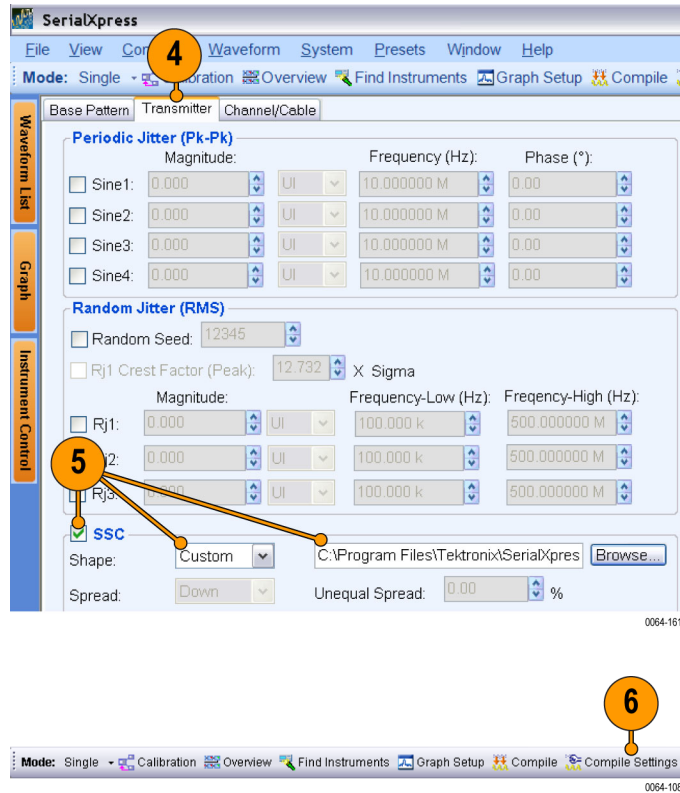 SerialXpress
File View Co Waveform System Presets Window Help
4
Mode: Single Calibration Overview Find Instruments Graph Setup Compile
Base Pattern Transmitter Channel/Cable
Waveform List
Graph
Instrument Control
Periodic Jitter (Pk-Pk)
Magnitude: Frequency (Hz): Phase (°):
Sine1: 0.000 UI 10.000000 M 0.00
Sine2: 0.000 UI 10.000000 M 0.00
Sine3: 0.000 UI 10.000000 M 0.00
Sine4: 0.000 UI 10.000000 M 0.00
Random Jitter (RMS)
Random Seed: 12345
Rj1 Crest Factor (Peak): 12.732 X Sigma
Magnitude: Frequency-Low (Hz): Freqency-High (Hz):
Rj1: 0.000 UI 100.000 k 500.000000 M
5
j2: 0.000 UI 100.000 k 500.000000 M
Rj3: 0.000 UI 100.000 k 500.000000 M
SSC
Shape: Custom C:\Program Files\Tektronix\SerialXpres Browse...
Spread: Down Unequal Spread: 0.00 %
0064-161
6
Mode: Single Calibration Overview Find Instruments Graph Setup Compile Compile Settings
0064-108